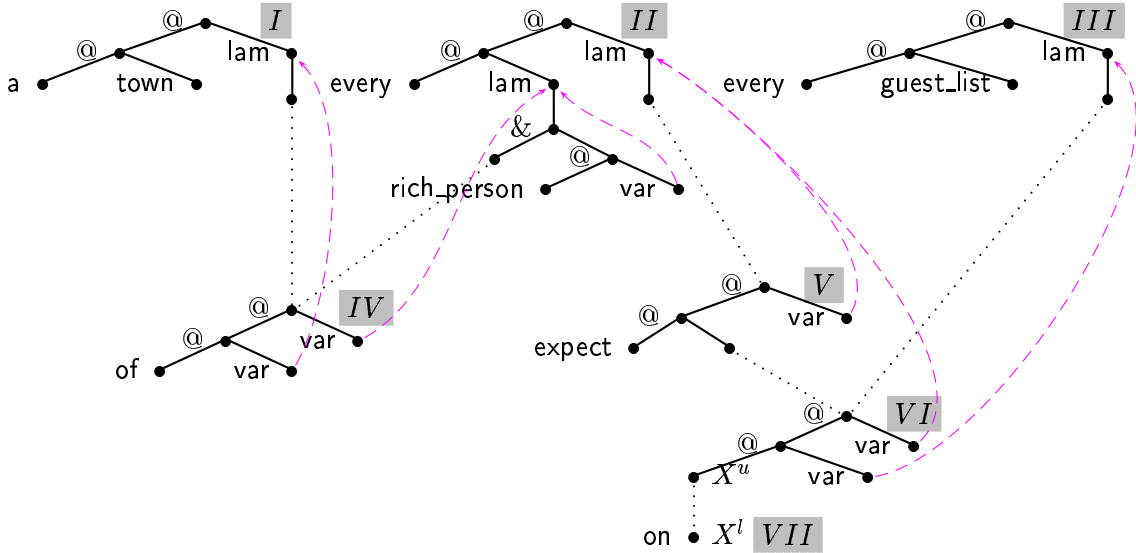 @ I @ II @ III
@ lam @ lam @ lam
a town every lam every guest_list
&
@
rich_person var
@ V
@ IV @ var
@ var expect
of var
@ VI
@ var
X^u var
on X^l VII